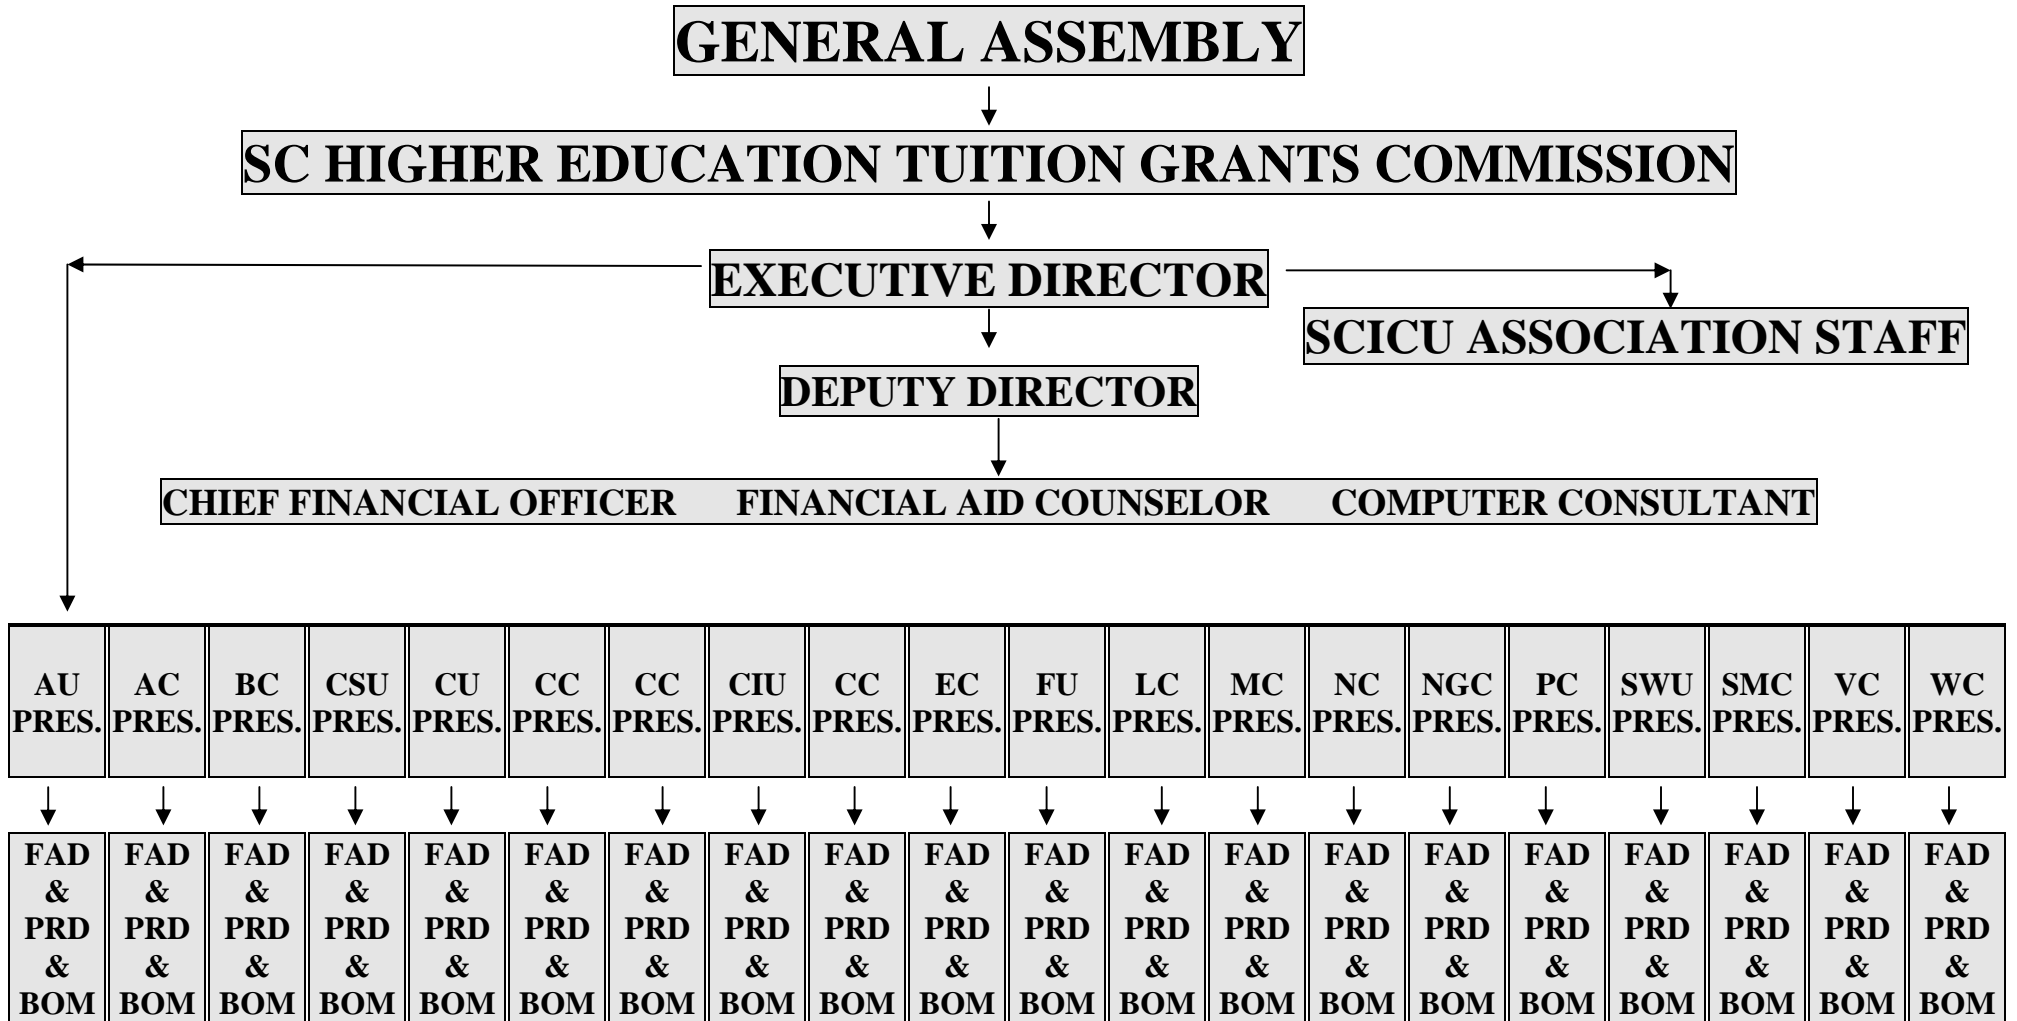 GENERAL ASSEMBLY
SC HIGHER EDUCATION TUITION GRANTS COMMISSION
EXECUTIVE DIRECTOR
SCICU ASSOCIATION STAFF
DEPUTY DIRECTOR
CHIEF FINANCIAL OFFICER FINANCIAL AID COUNSELOR COMPUTER CONSULTANT
AU AC BC CSU CU CC CC CIU CC EC FU LC MC NC NGC PC SWU SMC VC WC
PRES. PRES. PRES. PRES. PRES. PRES. PRES. PRES. PRES. PRES. PRES. PRES. PRES. PRES. PRES. PRES. PRES. PRES. PRES. PRES.
FAD FAD FAD FAD FAD FAD FAD FAD FAD FAD FAD FAD FAD FAD FAD FAD FAD FAD FAD FAD
& & & & & & & & & & & & & & & & & & & &
PRD PRD PRD PRD PRD PRD PRD PRD PRD PRD PRD PRD PRD PRD PRD PRD PRD PRD PRD PRD
& & & & & & & & & & & & & & & & & & & &
BOM BOM BOM BOM BOM BOM BOM BOM BOM BOM BOM BOM BOM BOM BOM BOM BOM BOM BOM BOM